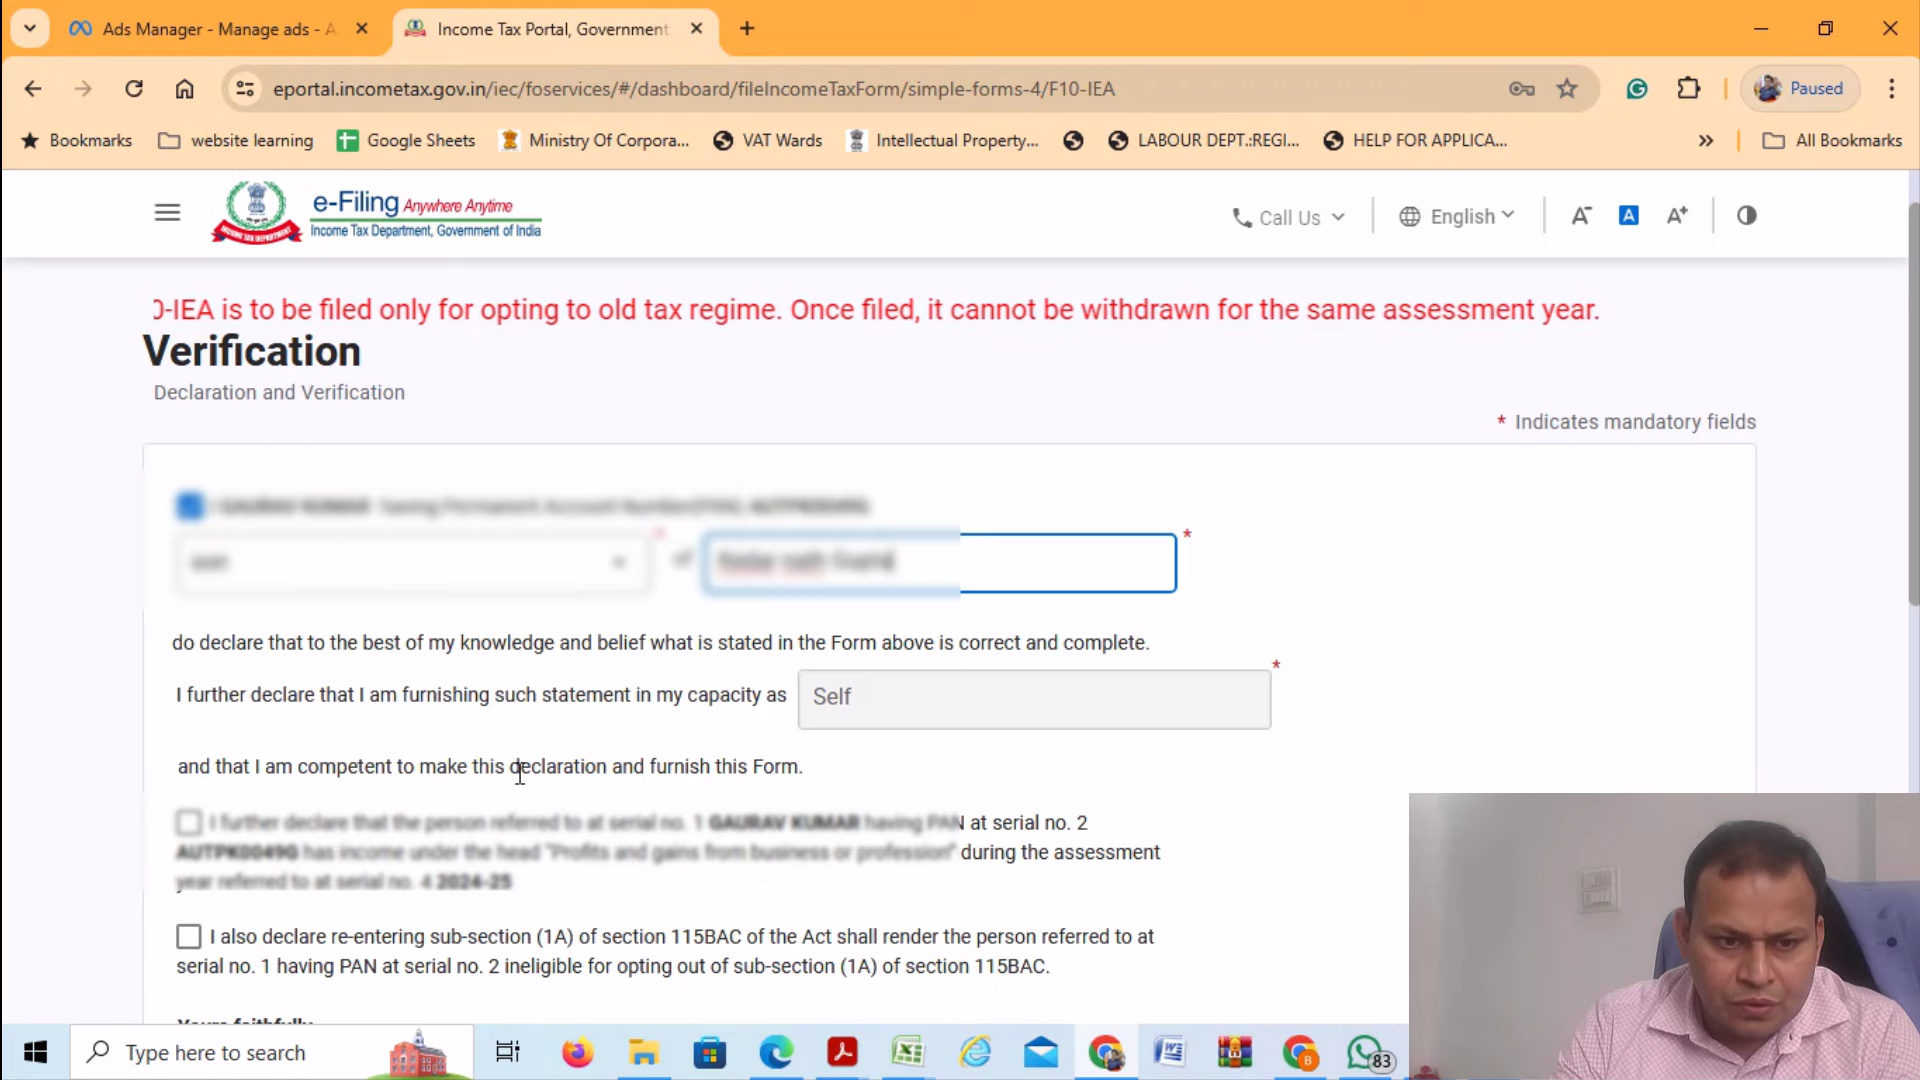 Ads Manager - Manage ads - A
Income Tax Portal, Government
eportal.incometax.gov.in/iec/foservices/#/dashboard/fileIncomeTaxForm/simple-forms-4/F10-IEA
Paused
Bookmarks
website learning
Google Sheets
Ministry Of Corpora...
VAT Wards
Intellectual Property...
LABOUR DEPT.:REGI...
HELP FOR APPLICA...
»
All Bookmarks
e-Filing Anywhere Anytime
Income Tax Department, Government of India
Call Us
English
A-
A
A+
0-IEA is to be filed only for opting to old tax regime. Once filed, it cannot be withdrawn for the same assessment year.
Verification
Declaration and Verification
* Indicates mandatory fields
*
do declare that to the best of my knowledge and belief what is stated in the Form above is correct and complete.
I further declare that I am furnishing such statement in my capacity as
Self
*
and that I am competent to make this declaration and furnish this Form.
at serial no. 2
during the assessment
I also declare re-entering sub-section (1A) of section 115BAC of the Act shall render the person referred to at
serial no. 1 having PAN at serial no. 2 ineligible for opting out of sub-section (1A) of section 115BAC.
Yours faithfully
Type here to search
83